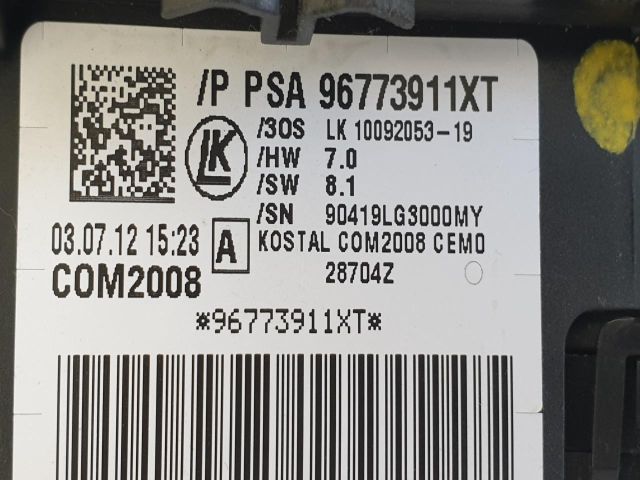 /P PSA 96773911XT
/3OS LK 10092053-19
LK
/HW 7.0
/SW 8.1
/SN 90419LG3000MY
03.07.12 15:23 A KOSTAL COM2008 CEMO
COM2008 28704Z
*96773911XT*